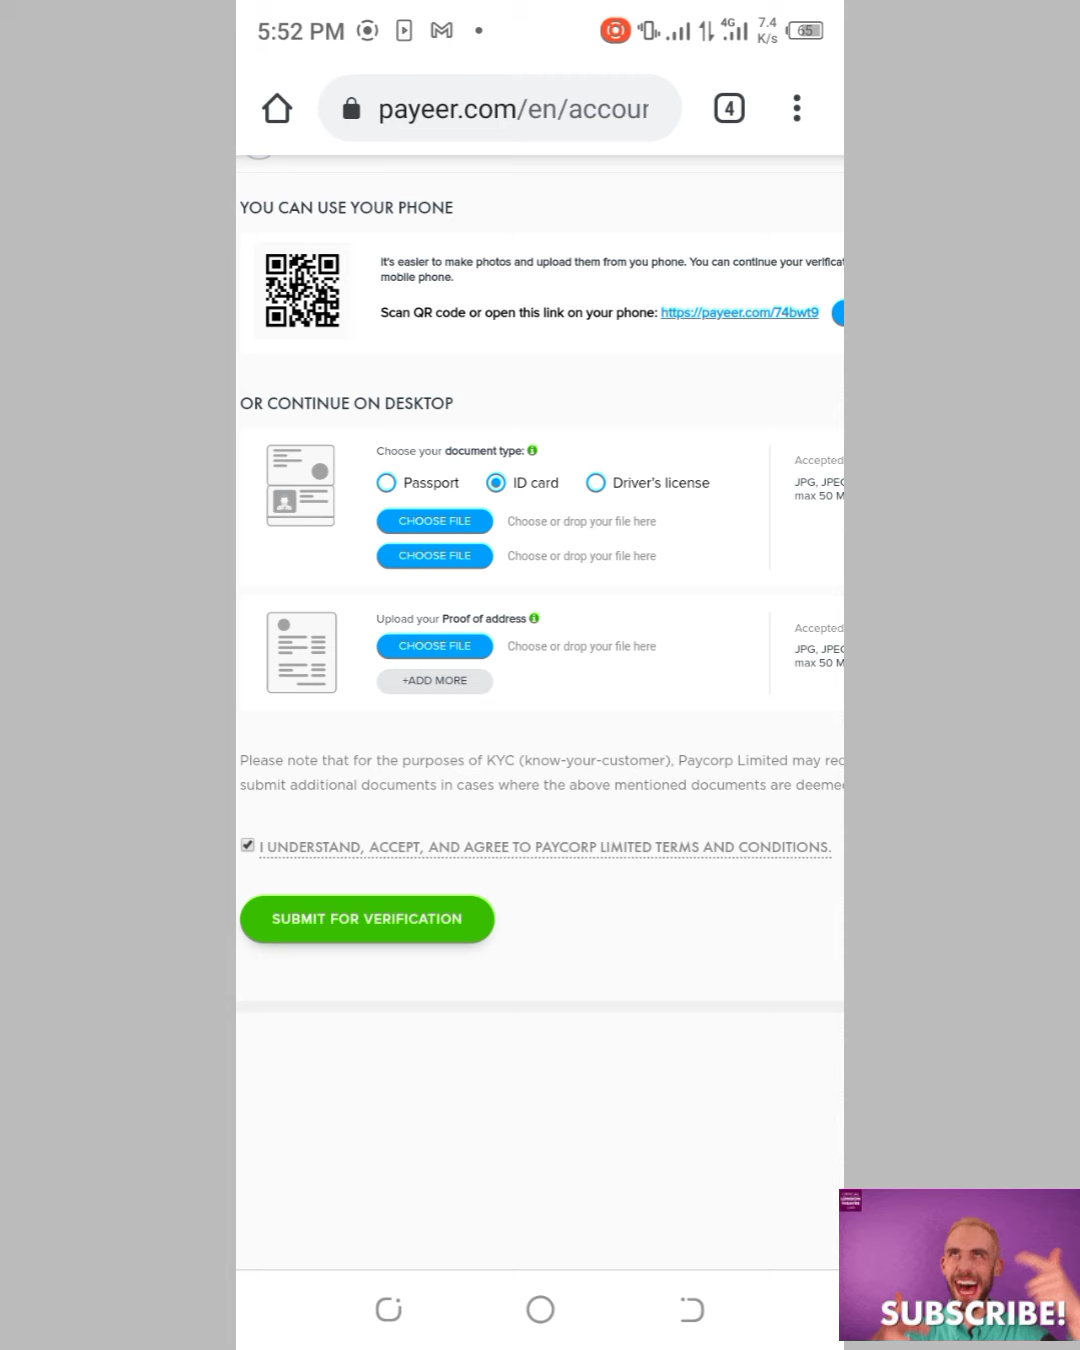 5:52 PM
4G
7.4
K/s
65
payeer.com/en/accour
4
YOU CAN USE YOUR PHONE
It's easier to make photos and upload them from you phone. You can continue your verificat
mobile phone.
Scan QR code or open this link on your phone: https://payeer.com/74bwt9
OR CONTINUE ON DESKTOP
Choose your document type:
Passport ID card Driver's license
CHOOSE FILE Choose or drop your file here
CHOOSE FILE Choose or drop your file here
Accepted
JPG, JPEG
max 50 M
Upload your Proof of address
CHOOSE FILE Choose or drop your file here
+ADD MORE
Accepted
JPG, JPEG
max 50 M
Please note that for the purposes of KYC (know-your-customer), Paycorp Limited may rec
submit additional documents in cases where the above mentioned documents are deeme
I UNDERSTAND, ACCEPT, AND AGREE TO PAYCORP LIMITED TERMS AND CONDITIONS.
SUBMIT FOR VERIFICATION
LONDON
THEATRE
SUBSCRIBE!